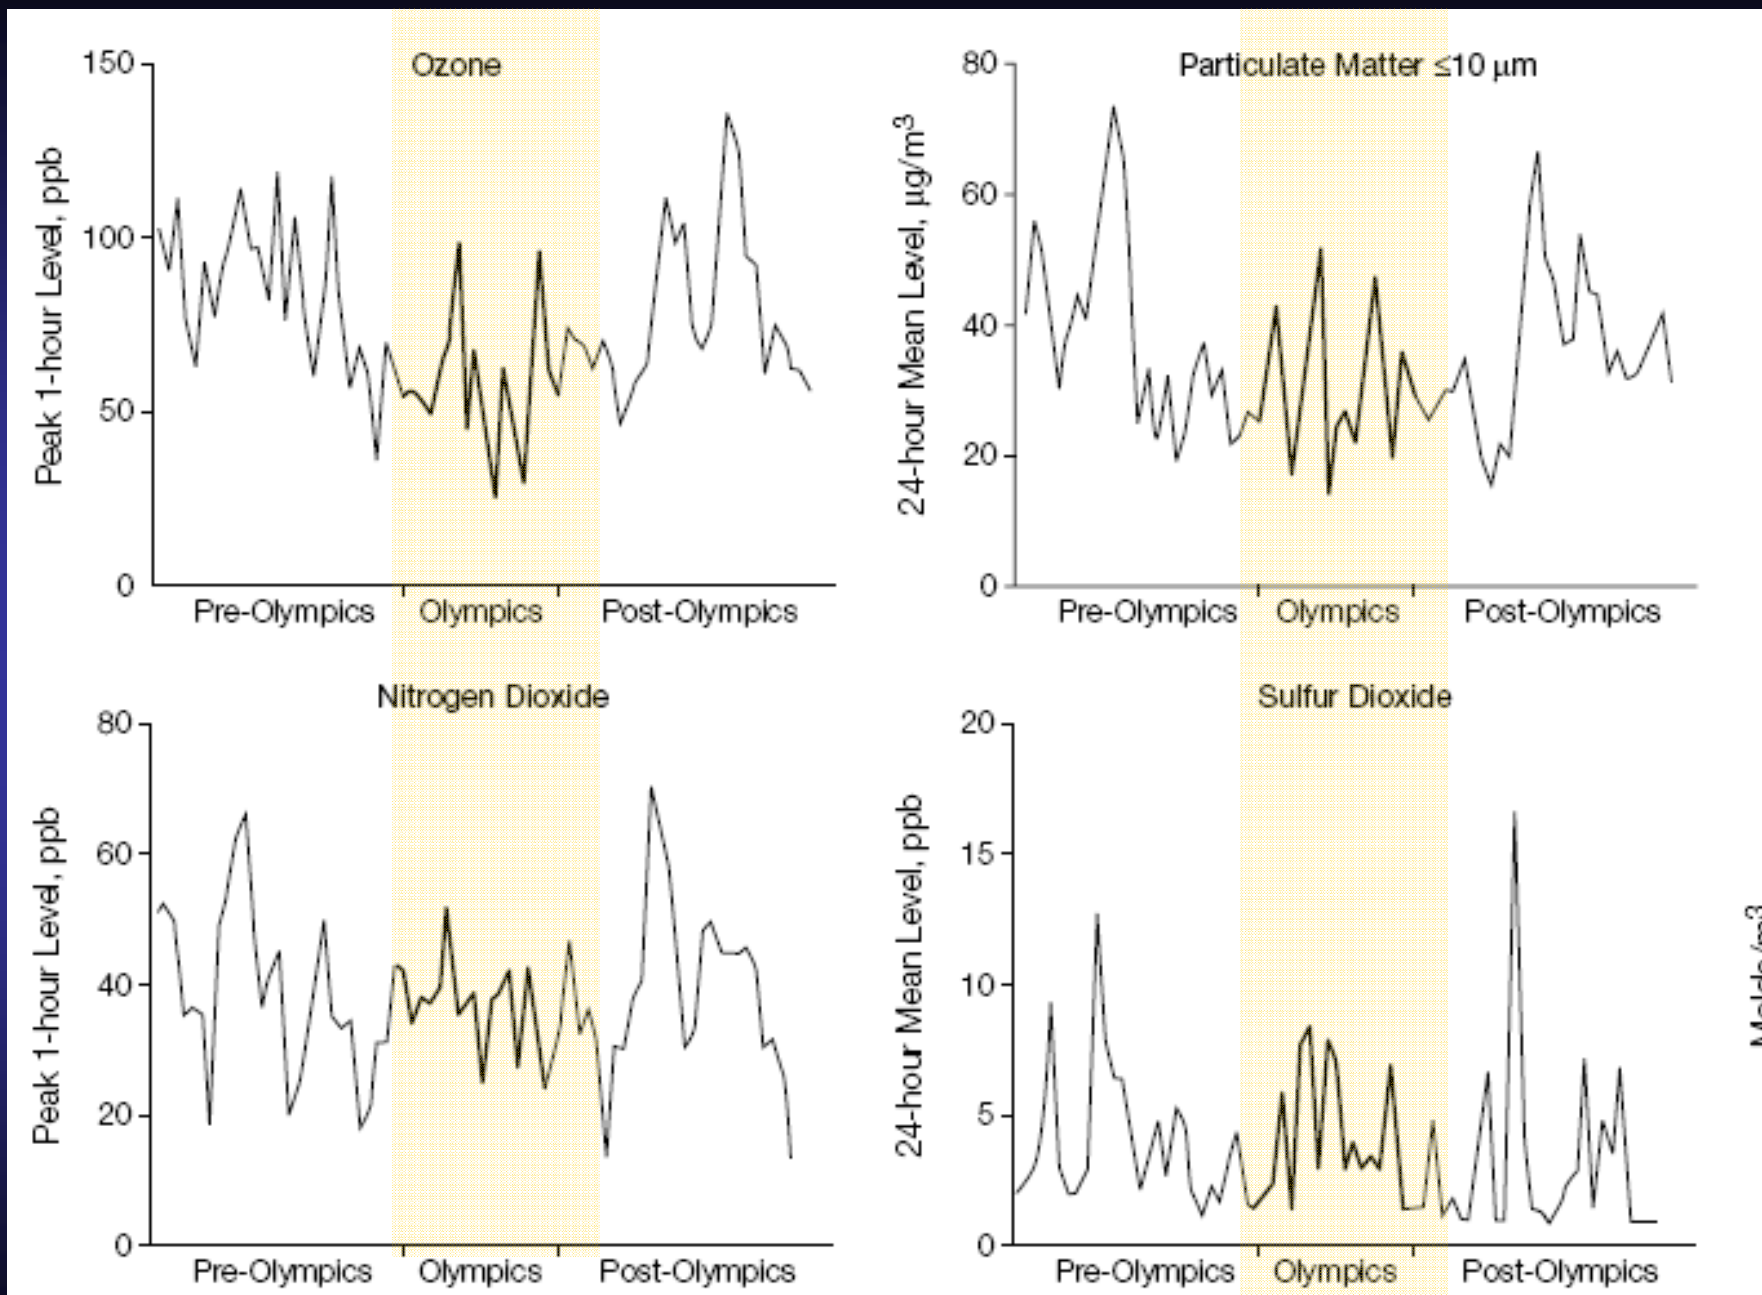 Ozone
150
100
50
0
Peak 1-hour Level, ppb
Pre-Olympics Olympics Post-Olympics
Particulate Matter ≤10 μm
80
60
40
20
0
24-hour Mean Level, μg/m³
Pre-Olympics Olympics Post-Olympics
Nitrogen Dioxide
80
60
40
20
0
Peak 1-hour Level, ppb
Pre-Olympics Olympics Post-Olympics
Sulfur Dioxide
20
15
10
5
0
24-hour Mean Level, ppb
Pre-Olympics Olympics Post-Olympics